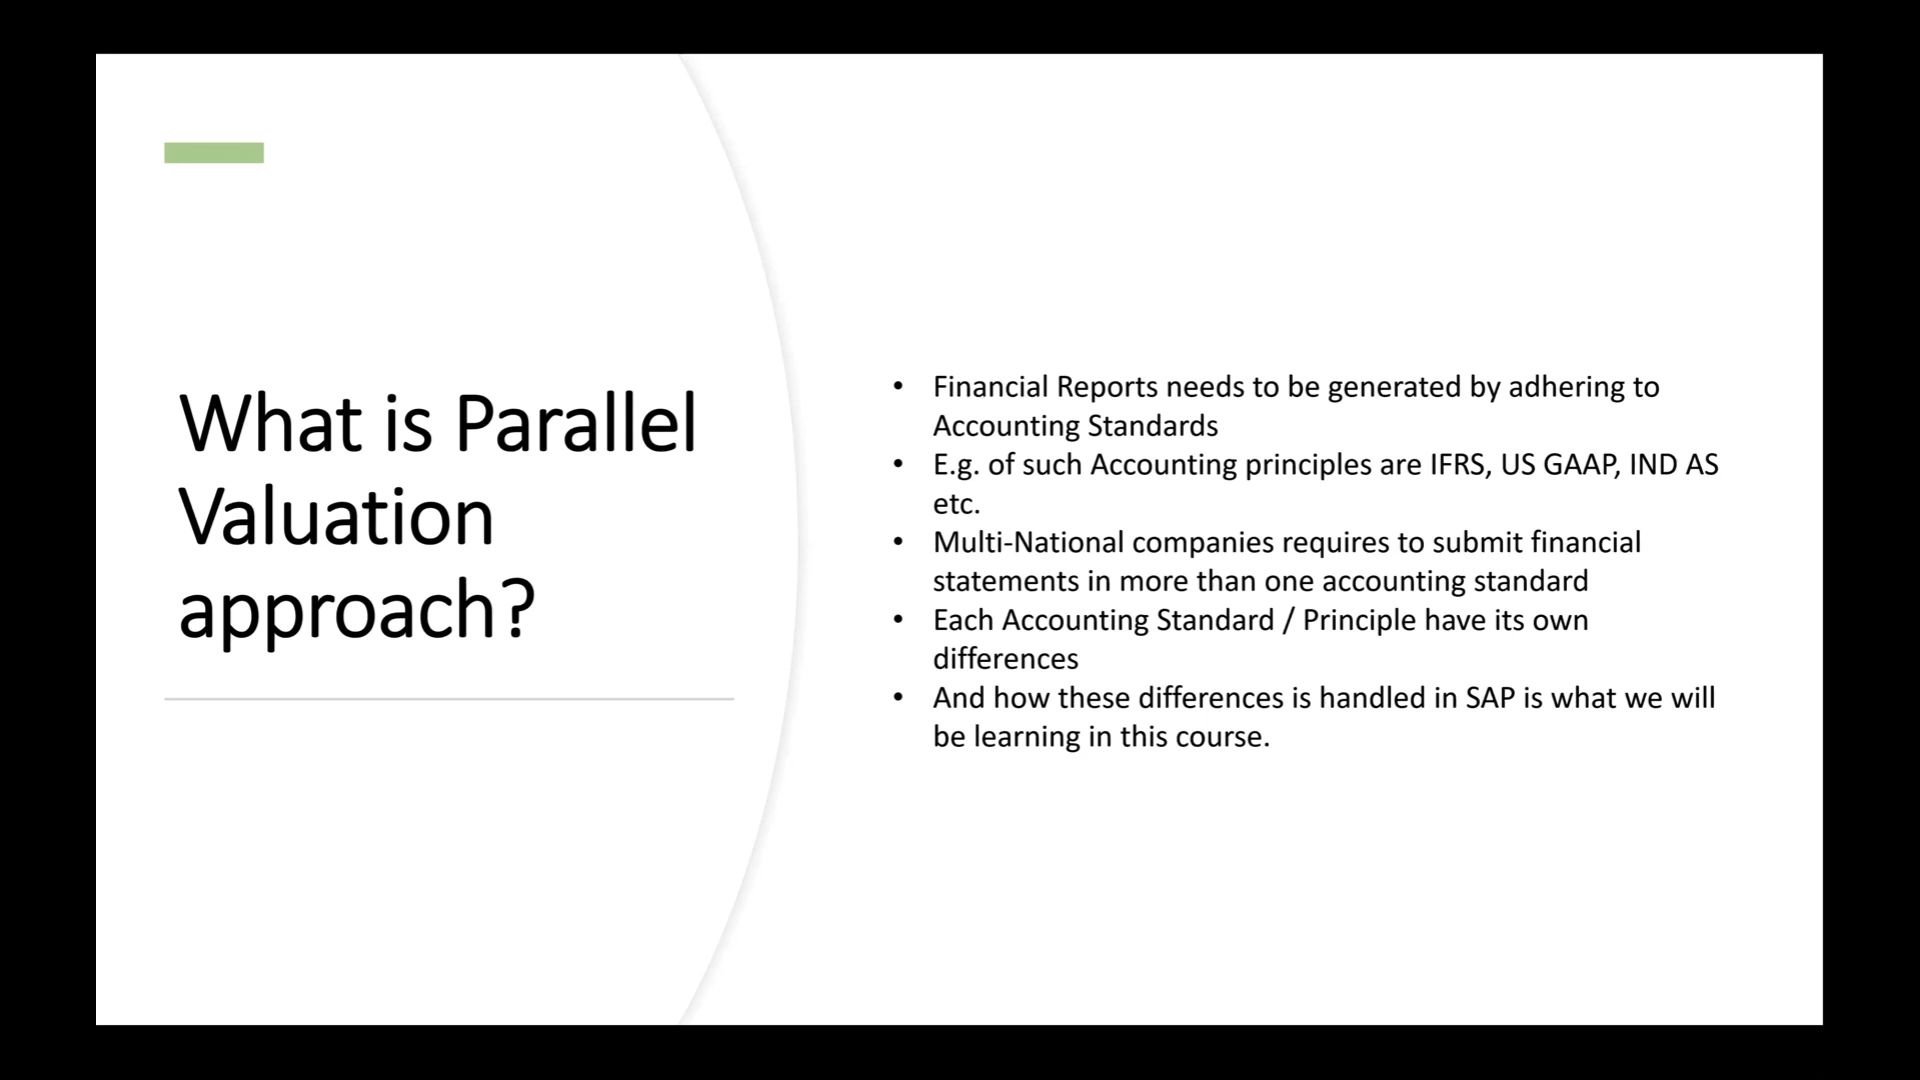 What is Parallel
Valuation
approach?
• Financial Reports needs to be generated by adhering to
Accounting Standards
• E.g. of such Accounting principles are IFRS, US GAAP, IND AS
etc.
• Multi-National companies requires to submit financial
statements in more than one accounting standard
• Each Accounting Standard / Principle have its own
differences
• And how these differences is handled in SAP is what we will
be learning in this course.